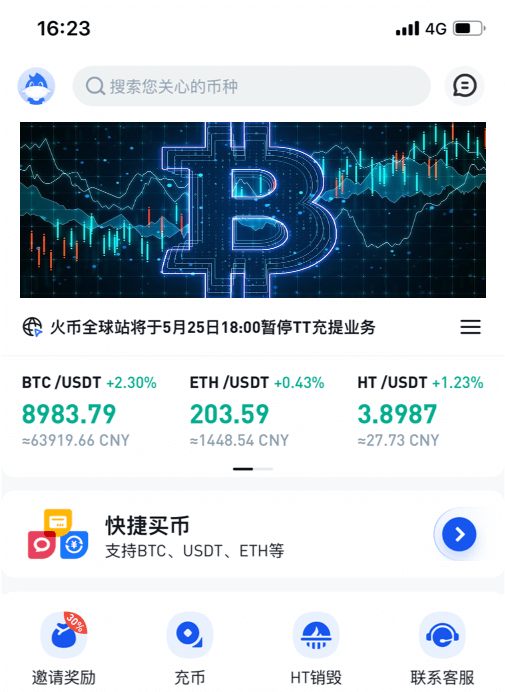 16:23 4G
搜索您关心的币种
火币全球站将于5月25日18:00暂停TT充提业务
BTC /USDT +2.30% ETH /USDT +0.43% HT /USDT +1.23%
8983.79 203.59 3.8987
≈63919.66 CNY ≈1448.54 CNY ≈27.73 CNY
快捷买币
支持BTC、USDT、ETH等
30%
邀请奖励 充币 HT销毁 联系客服